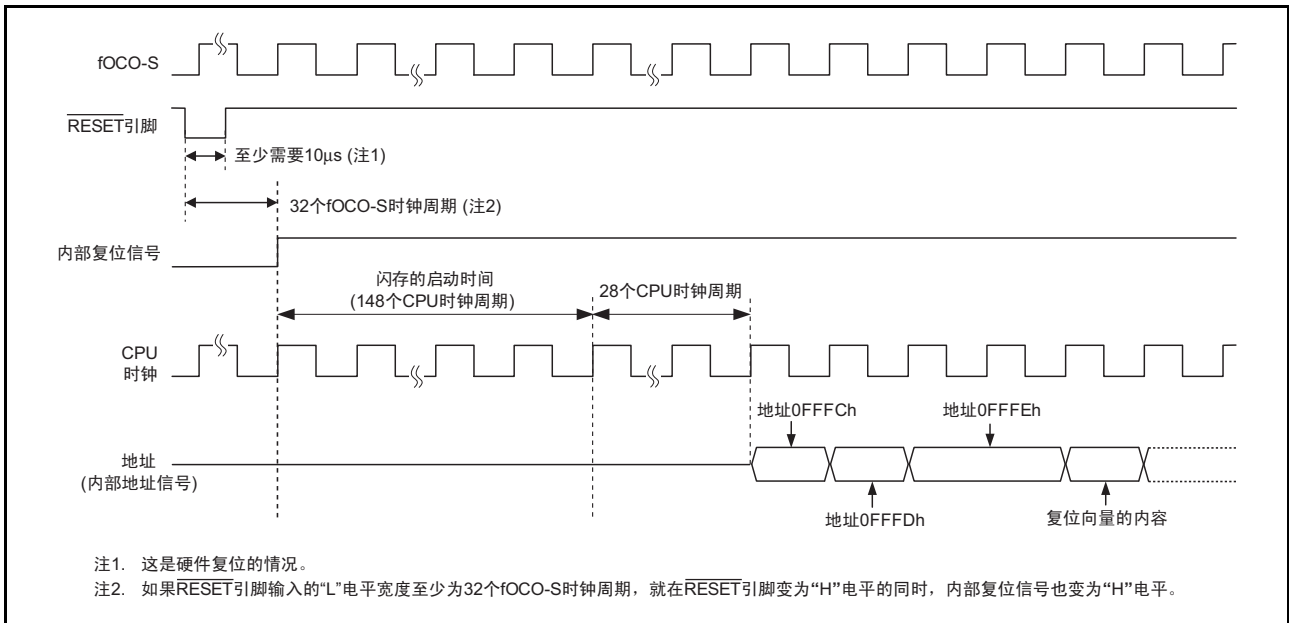 fOCO-S
RESET引脚
至少需要10μs (注1)
32个fOCO-S时钟周期 (注2)
内部复位信号
闪存的启动时间
(148个CPU时钟周期)
28个CPU时钟周期
CPU
时钟
地址0FFFCh
地址0FFFEh
地址
(内部地址信号)
地址0FFFDh
复位向量的内容
注1. 这是硬件复位的情况。
注2. 如果RESET引脚输入的“L”电平宽度至少为32个fOCO-S时钟周期，就在RESET引脚变为“H”电平的同时，内部复位信号也变为“H”电平。